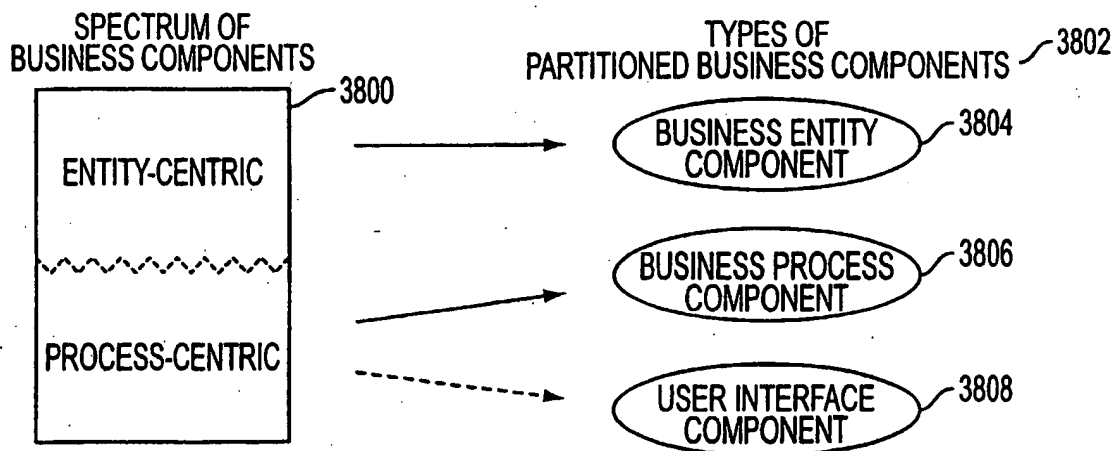 SPECTRUM OF
BUSINESS COMPONENTS
3800
ENTITY-CENTRIC
PROCESS-CENTRIC
TYPES OF
PARTITIONED BUSINESS COMPONENTS
3802
BUSINESS ENTITY
COMPONENT
3804
BUSINESS PROCESS
COMPONENT
3806
USER INTERFACE
COMPONENT
3808